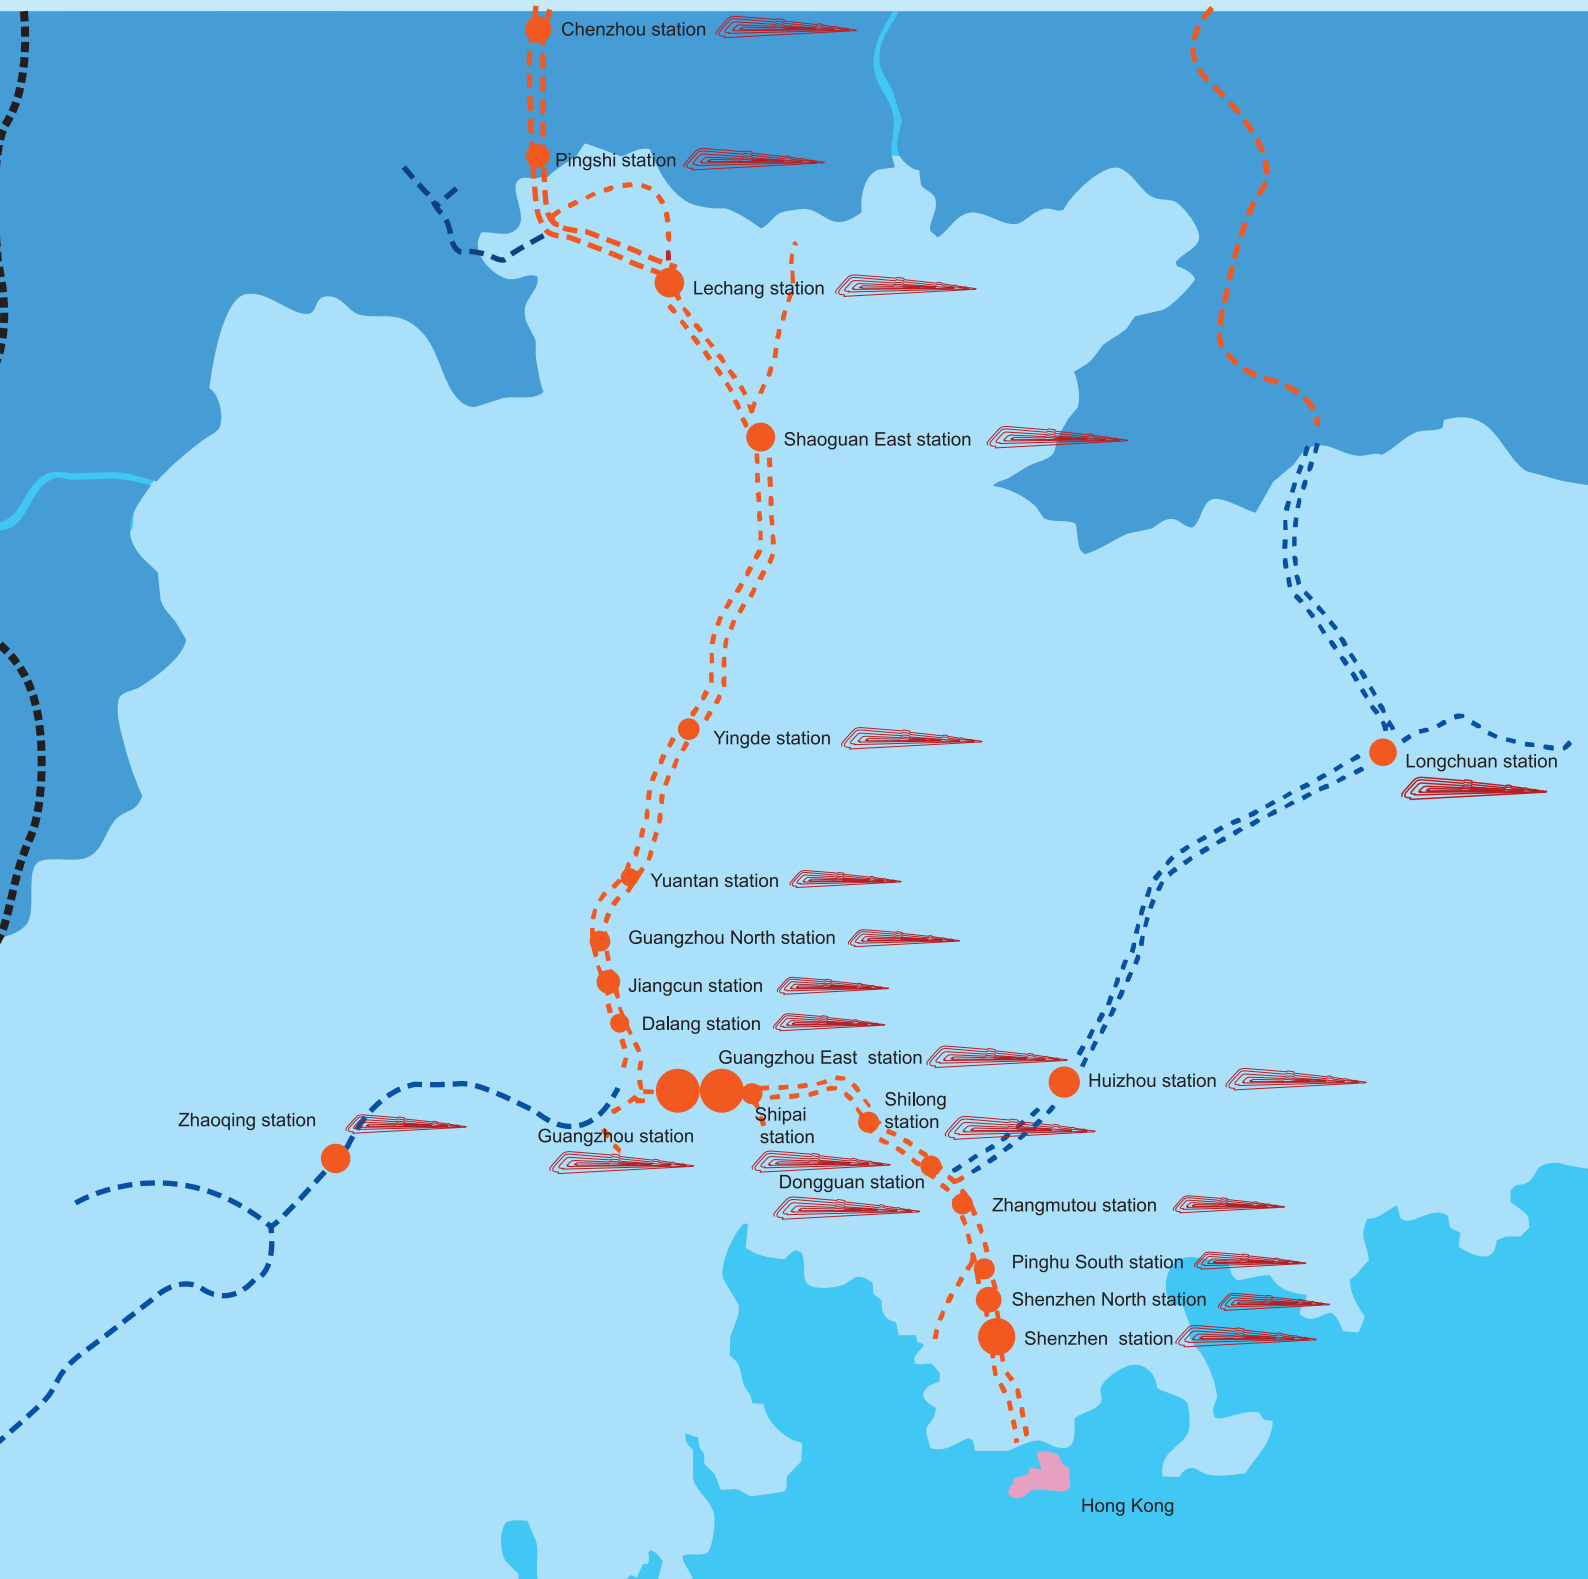 Chenzhou station
Pingshi station
Lechang station
Shaoguan East station
Yingde station
Longchuan station
Yuantan station
Guangzhou North station
Jiangcun station
Dalang station
Guangzhou East  station
Huizhou station
Shilong
station
Shipai
station
Zhaoqing station
Guangzhou station
Dongguan station
Zhangmutou station
Pinghu South station
Shenzhen North station
Shenzhen  station
Hong Kong